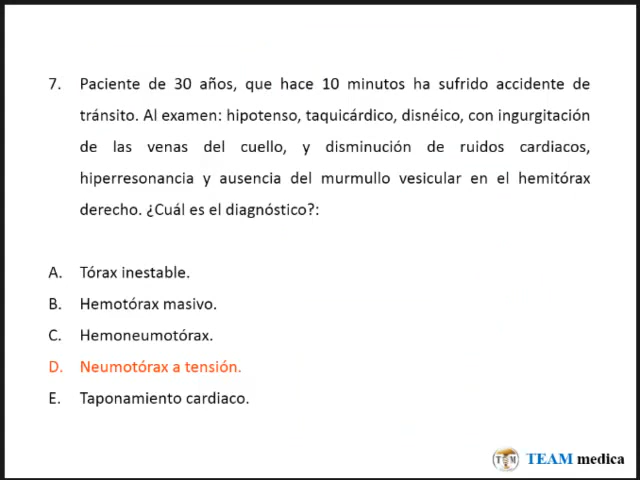 7. Paciente de 30 años, que hace 10 minutos ha sufrido accidente de
tránsito. Al examen: hipotenso, taquicárdico, disnéico, con ingurgitación
de las venas del cuello, y disminución de ruidos cardiacos,
hiperresonancia y ausencia del murmullo vesicular en el hemitórax
derecho. ¿Cuál es el diagnóstico?:
A. Tórax inestable.
B. Hemotórax masivo.
C. Hemoneumotórax.
D. Neumotórax a tensión.
E. Taponamiento cardiaco.
TEAM medica